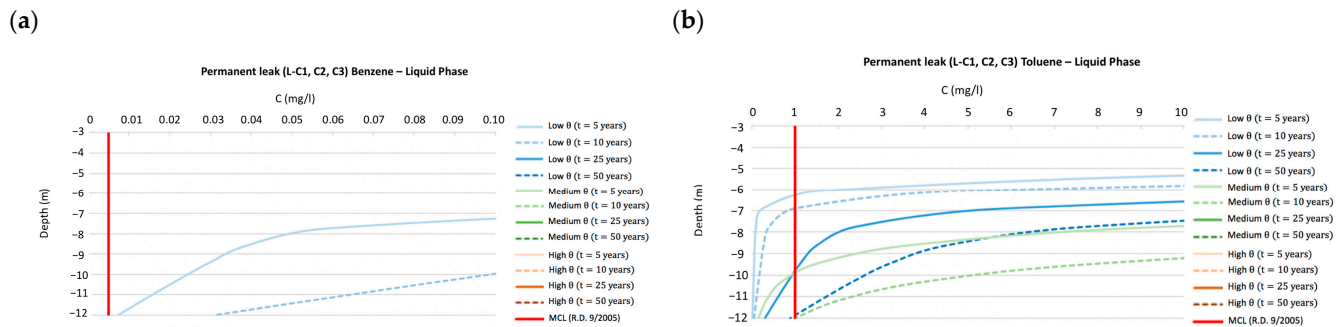 (a)
Permanent leak (L-C1, C2, C3) Benzene – Liquid Phase
C (mg/l)
0 0.01 0.02 0.03 0.04 0.05 0.06 0.07 0.08 0.09 0.10
−3
−4
−5
−6
−7
−8
−9
−10
−11
−12
Depth (m)
Low θ (t = 5 years)
Low θ (t = 10 years)
Low θ (t = 25 years)
Low θ (t = 50 years)
Medium θ (t = 5 years)
Medium θ (t = 10 years)
Medium θ (t = 25 years)
Medium θ (t = 50 years)
High θ (t = 5 years)
High θ (t = 10 years)
High θ (t = 25 years)
High θ (t = 50 years)
MCL (R.D. 9/2005)
(b)
Permanent leak (L-C1, C2, C3) Toluene – Liquid Phase
C (mg/l)
0 1 2 3 4 5 6 7 8 9 10
−3
−4
−5
−6
−7
−8
−9
−10
−11
−12
Depth (m)
Low θ (t = 5 years)
Low θ (t = 10 years)
Low θ (t = 25 years)
Low θ (t = 50 years)
Medium θ (t = 5 years)
Medium θ (t = 10 years)
Medium θ (t = 25 years)
Medium θ (t = 50 years)
High θ (t = 5 years)
High θ (t = 10 years)
High θ (t = 25 years)
High θ (t = 50 years)
MCL (R.D. 9/2005)